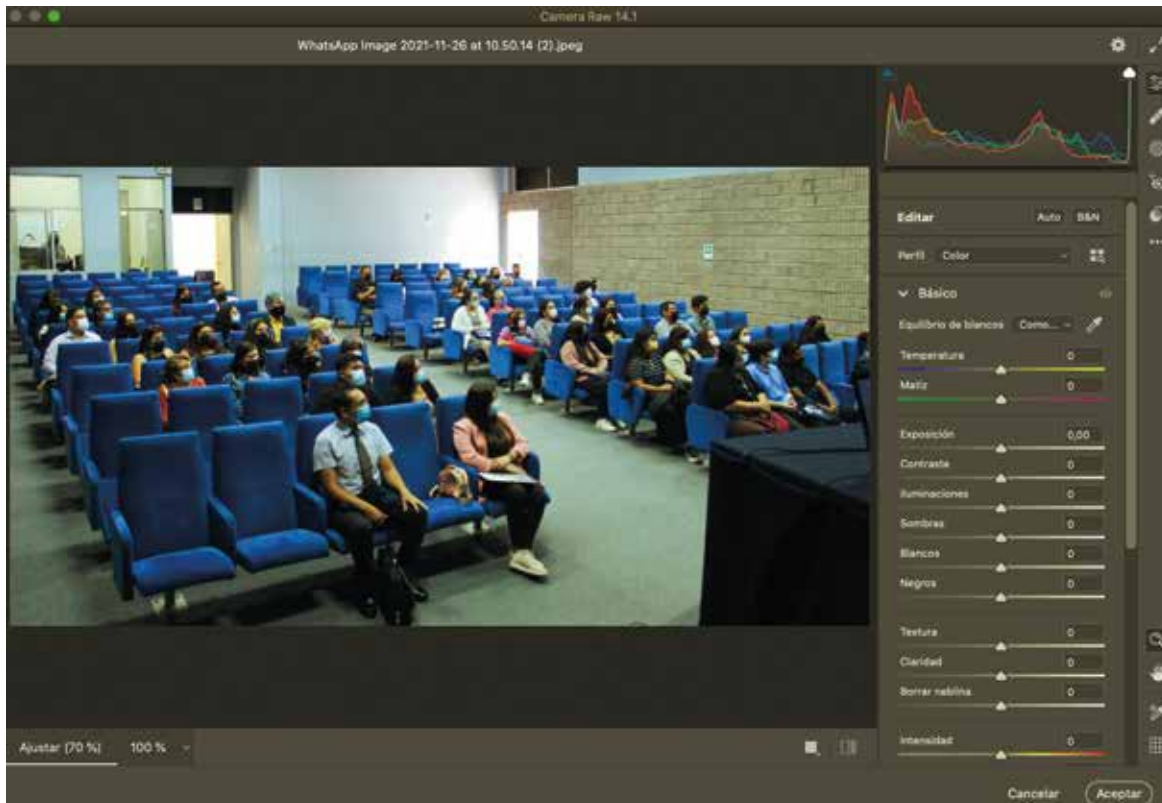 Camera Raw 14.1
WhatsApp Image 2021-11-26 at 10.50.14 (2).jpeg
Editar Auto B&N
Perfil Color
Básico
Equilibrio de blancos Como...
Temperatura 0
Matiz 0
Exposición 0,00
Contraste 0
Iluminaciones 0
Sombras 0
Blancos 0
Negros 0
Textura 0
Claridad 0
Borrar neblina 0
Intensidad 0
Ajustar (70 %) 100 %
Cancelar Aceptar